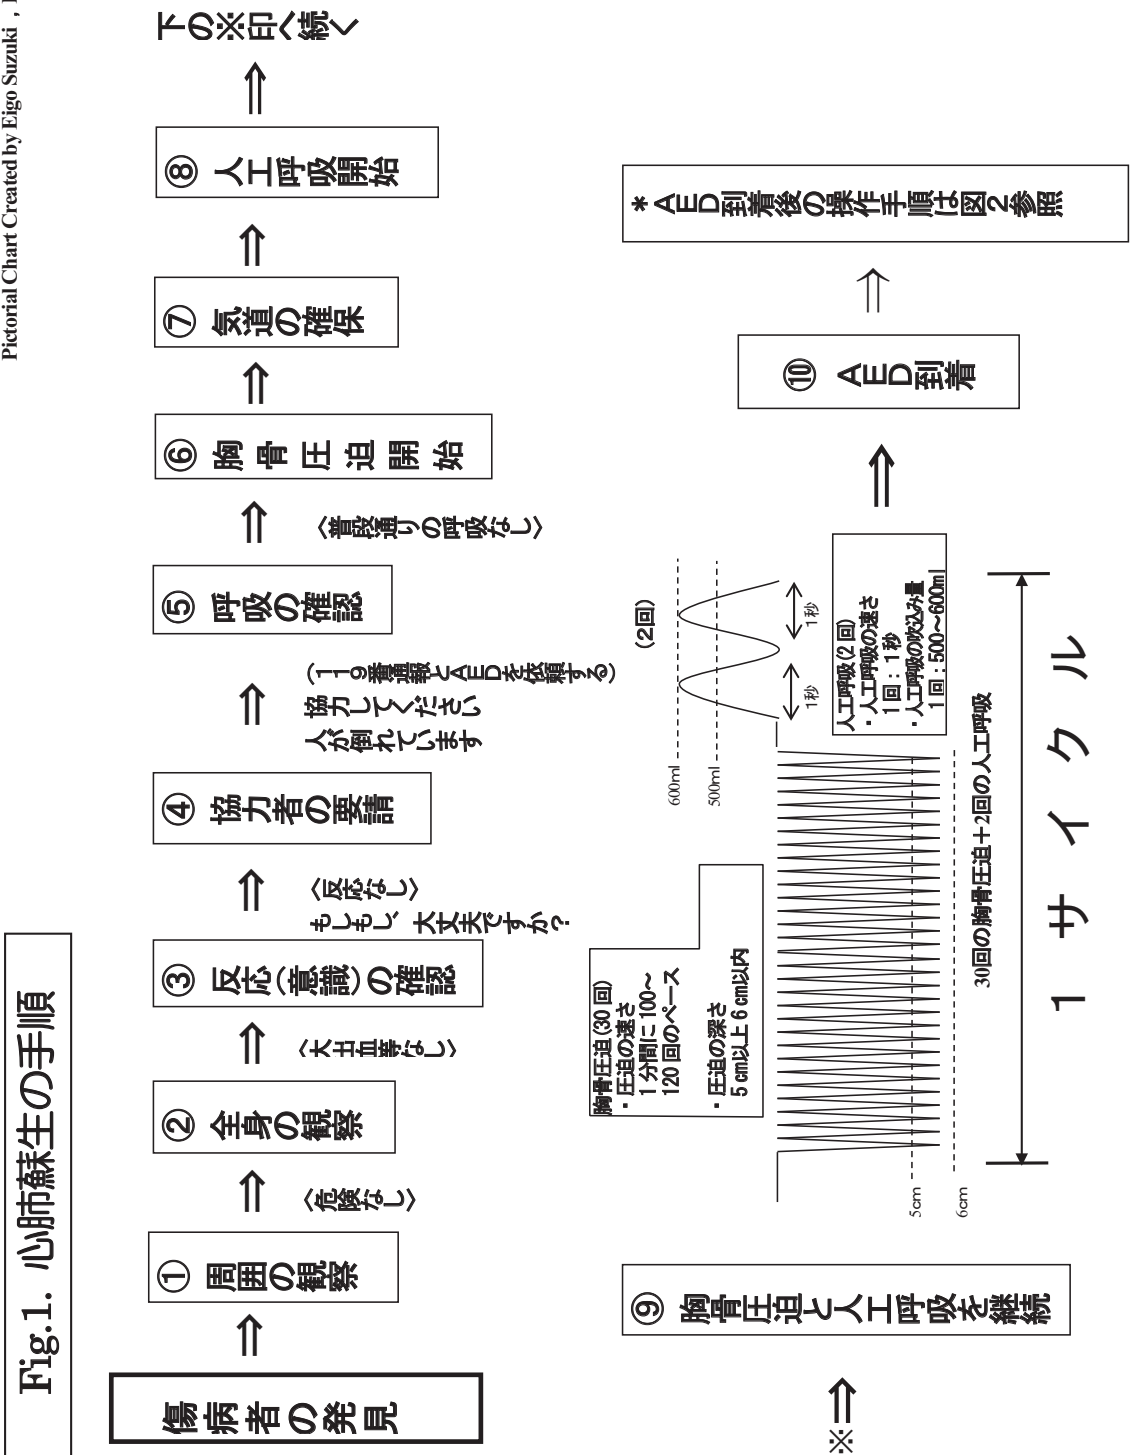 Pictorial Chart Created by Eigo Suzuki ,
Fig.1. 心肺蘇生の手順
傷病者の発見
⇒
① 周囲の観察
⇒
〈危険なし〉
② 全身の観察
⇒
〈大出血等なし〉
③ 反応(意識)の確認
⇒
もしもし、大丈夫ですか?
〈反応なし〉
④ 協力者の要請
⇒
人が倒れています
協力してください
(119番通報とAEDを依頼する)
⑤ 呼吸の確認
⇒
〈普段通りの呼吸なし〉
⑥ 胸骨圧迫開始
⇒
⑦ 気道の確保
⇒
⑧ 人工呼吸開始
⇒
下の※印へ続く
※⇒
⑨ 胸骨圧迫と人工呼吸を継続
胸骨圧迫(30回)
・圧迫の速さ
1分間に100~
120回のペース
・圧迫の深さ
5cm以上6cm以内
5cm
6cm
600ml
500ml
(2回)
1秒
1秒
人工呼吸(2回)
・人工呼吸の速さ
1回:1秒
・人工呼吸の吹込み量
1回:500~600ml
30回の胸骨圧迫+2回の人工呼吸
1サイクル
⇒
⑩ AED到着
⇒
*AED到着後の操作手順は図2参照